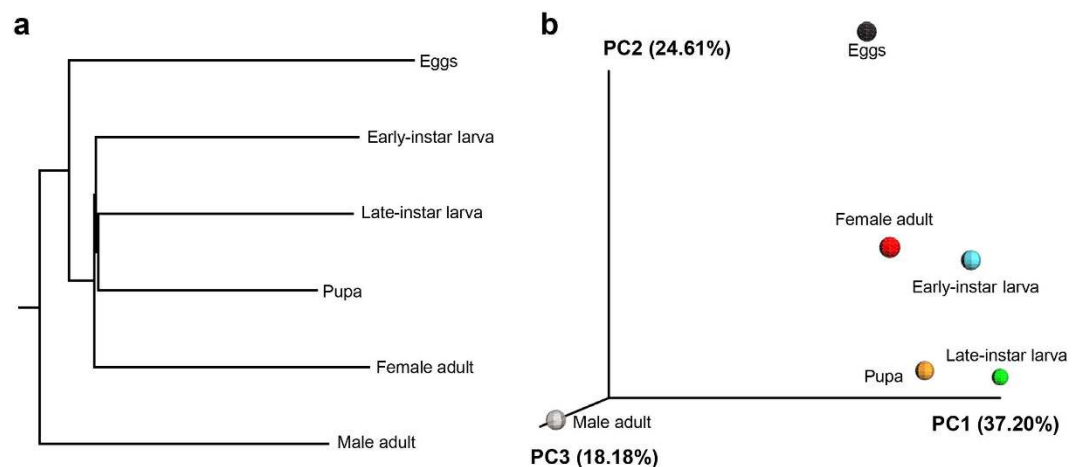 a
Eggs
Early-instar larva
Late-instar larva
Pupa
Female adult
Male adult
b
PC2 (24.61%)
Eggs
Female adult
Early-instar larva
Late-instar larva
Pupa
PC1 (37.20%)
Male adult
PC3 (18.18%)